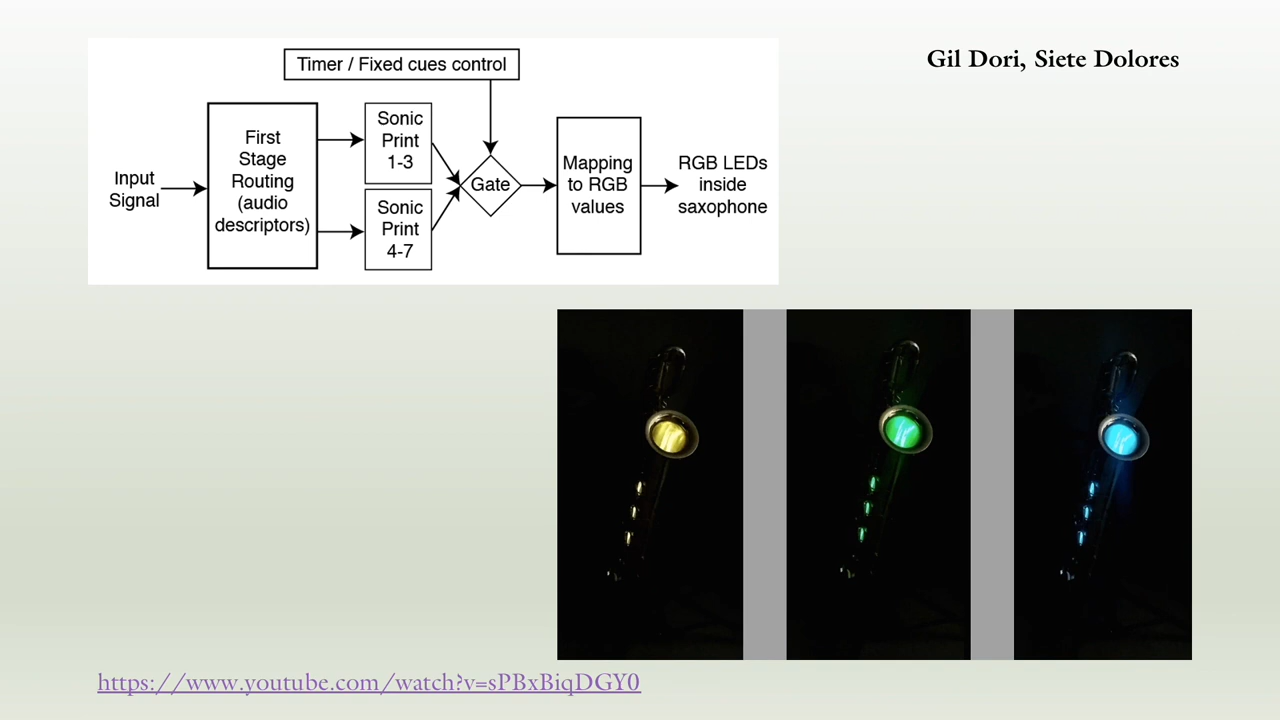 Gil Dori, Siete Dolores
Timer / Fixed cues control
Input
Signal
First
Stage
Routing
(audio
descriptors)
Sonic
Print
1-3
Sonic
Print
4-7
Gate
Mapping
to RGB
values
RGB LEDs
inside
saxophone
https://www.youtube.com/watch?v=sPBxBiqDGY0